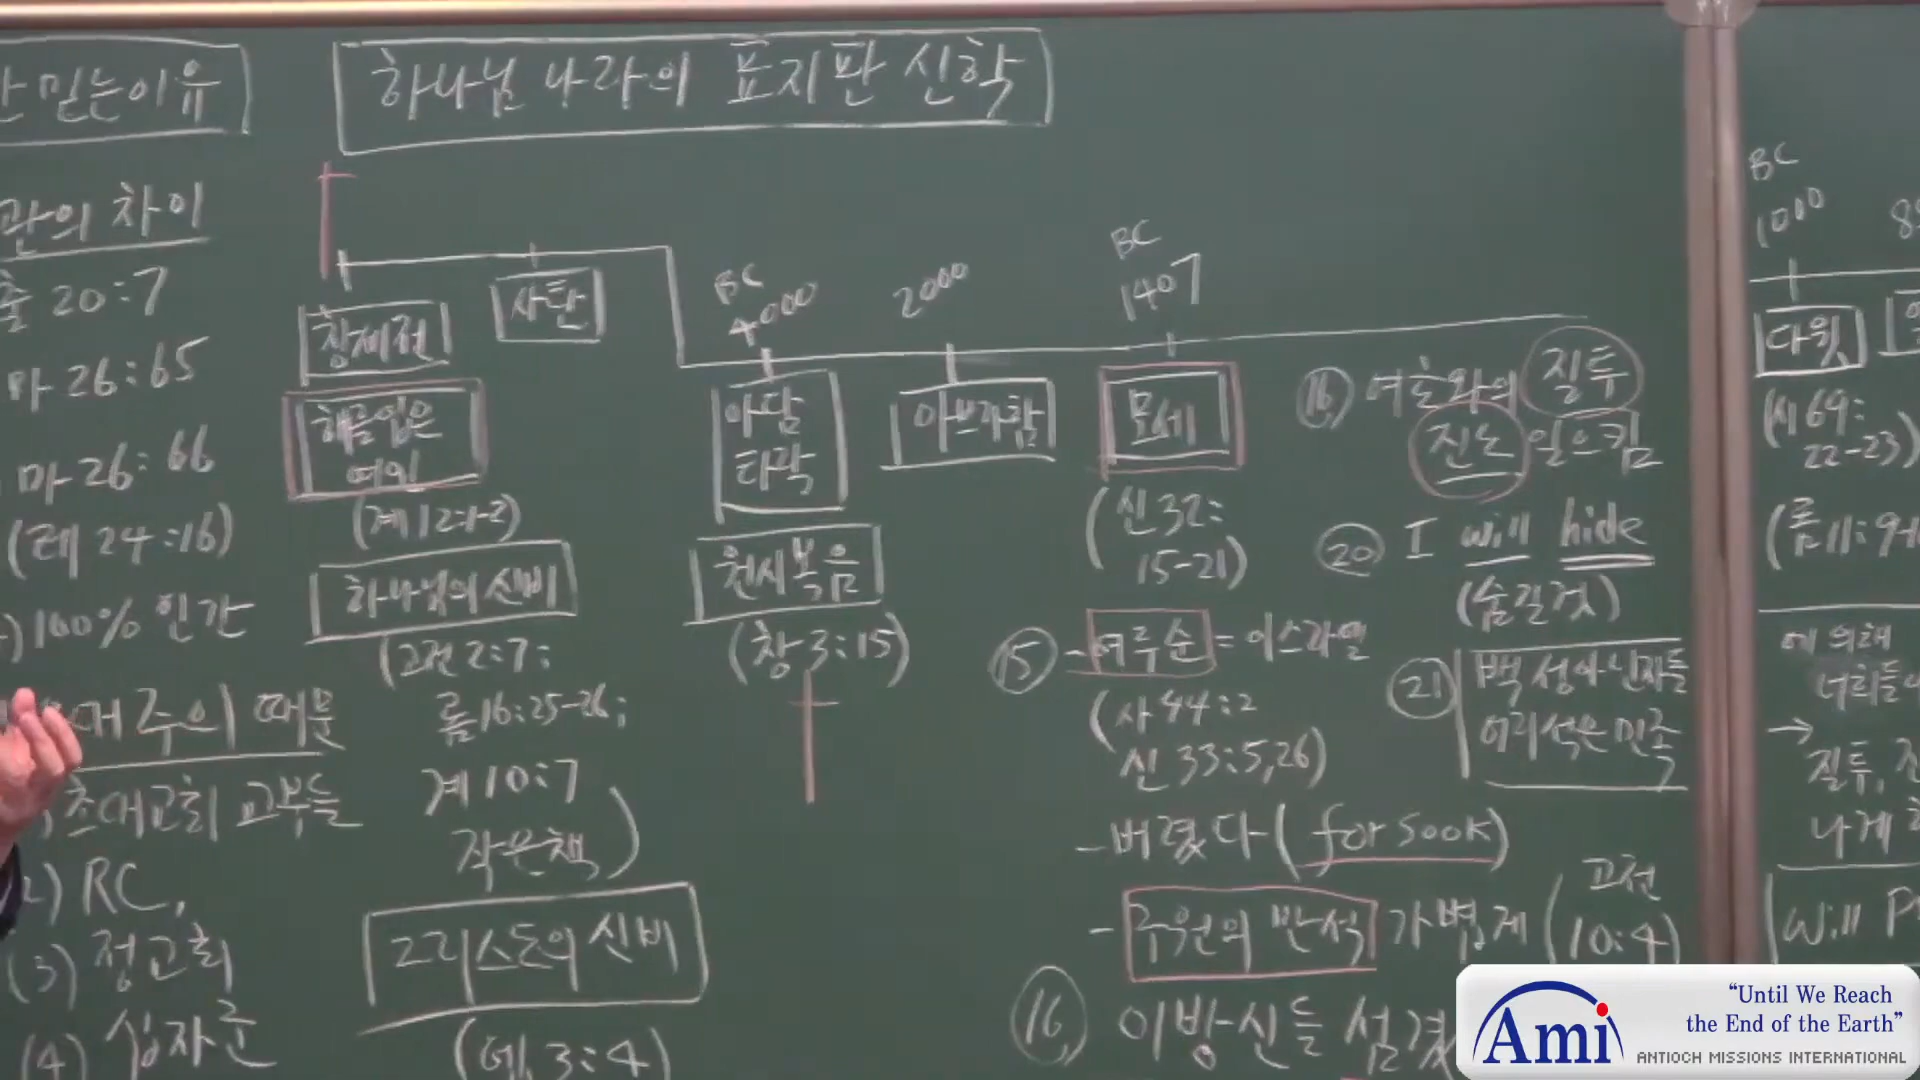 안 믿는 이유
관의 차이
출 20:7
마 26:65
마 26:66
(레 24:16)
100% 인간
대주의 때문
초대교회 교부들
2) RC,
(3) 정교회
(4) 십자군
하나님 나라의 표지판 신학
창세전
사탄
해를입은
여인
(계12:1-2)
하나님의 신비
(고전 2:7;
롬 16:25-26;
계 10:7
작은책)
그리스도의 신비
(엡 3:4)
BC
4000
아담
타락
원시복음
(창 3:15)
2000
아브라함
BC
1407
모세
(신 32:
15-21)
⑮ -여루순 = 이스라엘
(사 44:2
신 33:5,26)
-버렸다 (forsook)
-구원의 반석 가볍게 (고전
10:4)
⑯ 이방신들 섬겼
⑯ 여호와의 질투
진노 일으킴
⑳ I will hide
(숨길것)
㉑ 백성아닌자들
어리석은 민족
BC
1000
다윗
(시 69:
22-23)
(롬 11:9-
에 의해
너희들
→
질투,
나게
Will
Ami
“Until We Reach
the End of the Earth”
ANTIOCH MISSIONS INTERNATIONAL